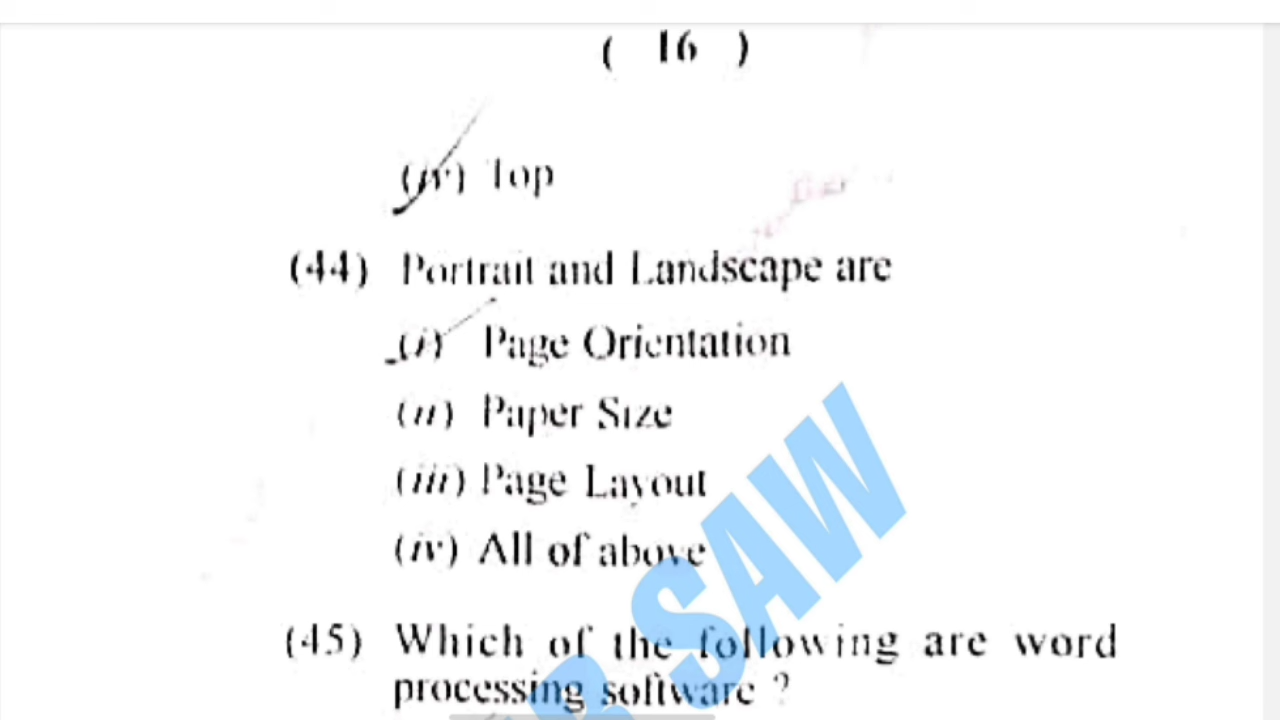 ( 16 )
(iv) Top
(44) Portrait and Landscape are
(i) Page Orientation
(ii) Paper Size
(iii) Page Layout
(iv) All of above
(45) Which of the following are word
processing software ?
SAW